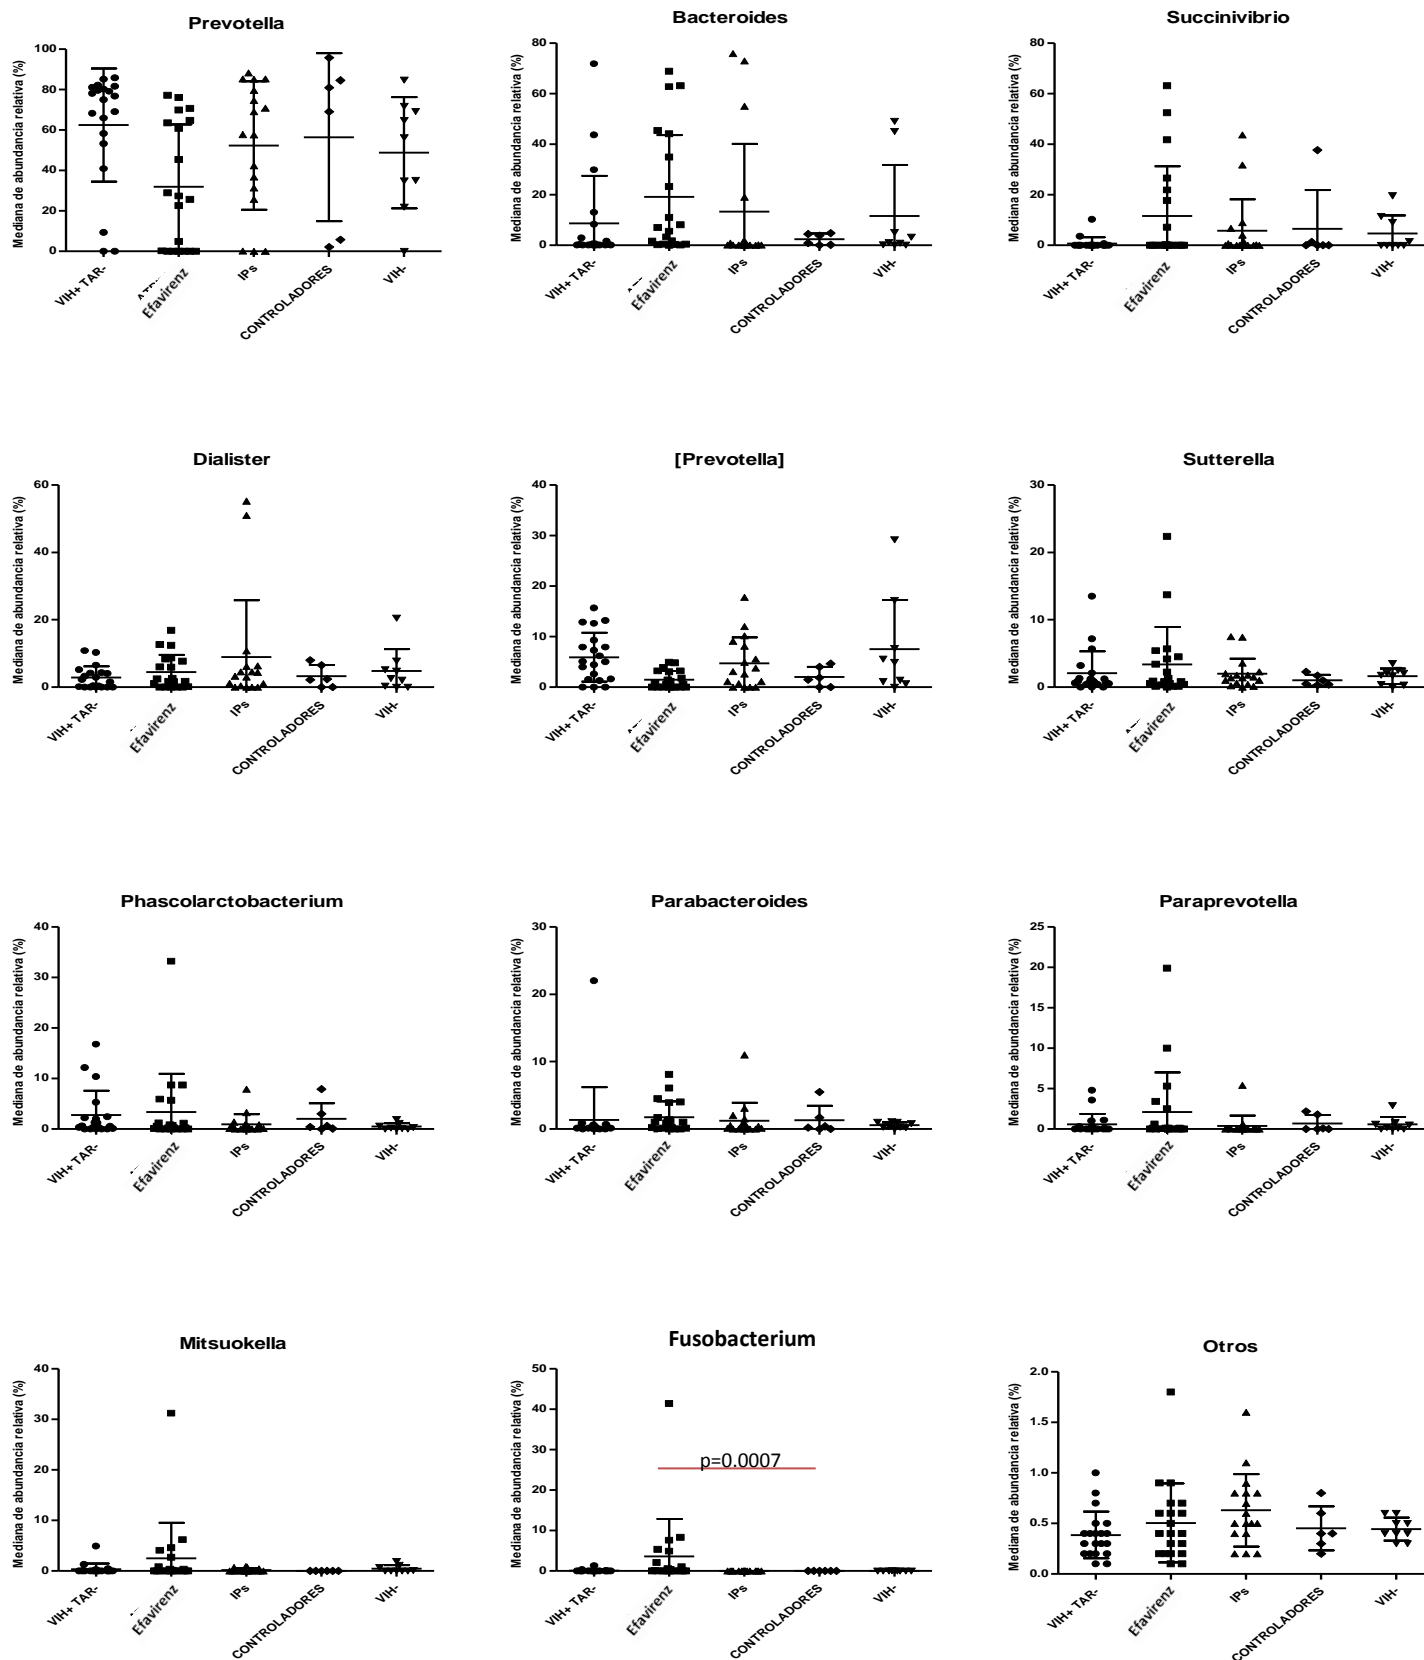 Prevotella
Mediana de abundancia relativa (%)
100
80
60
40
20
0
VIH+ TAR-
Efavirenz
IPs
CONTROLADORES
VIH-
Bacteroides
Mediana de abundancia relativa (%)
80
60
40
20
0
VIH+ TAR-
Efavirenz
IPs
CONTROLADORES
VIH-
Succinivibrio
Mediana de abundancia relativa (%)
80
60
40
20
0
VIH+ TAR-
Efavirenz
IPs
CONTROLADORES
VIH-
Dialister
Mediana de abundancia relativa (%)
60
40
20
0
VIH+ TAR-
Efavirenz
IPs
CONTROLADORES
VIH-
[Prevotella]
Mediana de abundancia relativa (%)
40
30
20
10
0
VIH+ TAR-
Efavirenz
IPs
CONTROLADORES
VIH-
Sutterella
Mediana de abundancia relativa (%)
30
20
10
0
VIH+ TAR-
Efavirenz
IPs
CONTROLADORES
VIH-
Phascolarctobacterium
Mediana de abundancia relativa (%)
40
30
20
10
0
VIH+ TAR-
Efavirenz
IPs
CONTROLADORES
VIH-
Parabacteroides
Mediana de abundancia relativa (%)
30
20
10
0
VIH+ TAR-
Efavirenz
IPs
CONTROLADORES
VIH-
Paraprevotella
Mediana de abundancia relativa (%)
25
20
15
10
5
0
VIH+ TAR-
Efavirenz
IPs
CONTROLADORES
VIH-
Mitsuokella
Mediana de abundancia relativa (%)
40
30
20
10
0
VIH+ TAR-
Efavirenz
IPs
CONTROLADORES
VIH-
Fusobacterium
Mediana de abundancia relativa (%)
50
40
30
20
10
0
p=0.0007
VIH+ TAR-
Efavirenz
IPs
CONTROLADORES
VIH-
Otros
Mediana de abundancia relativa (%)
2.0
1.5
1.0
0.5
0.0
VIH+ TAR-
Efavirenz
IPs
CONTROLADORES
VIH-